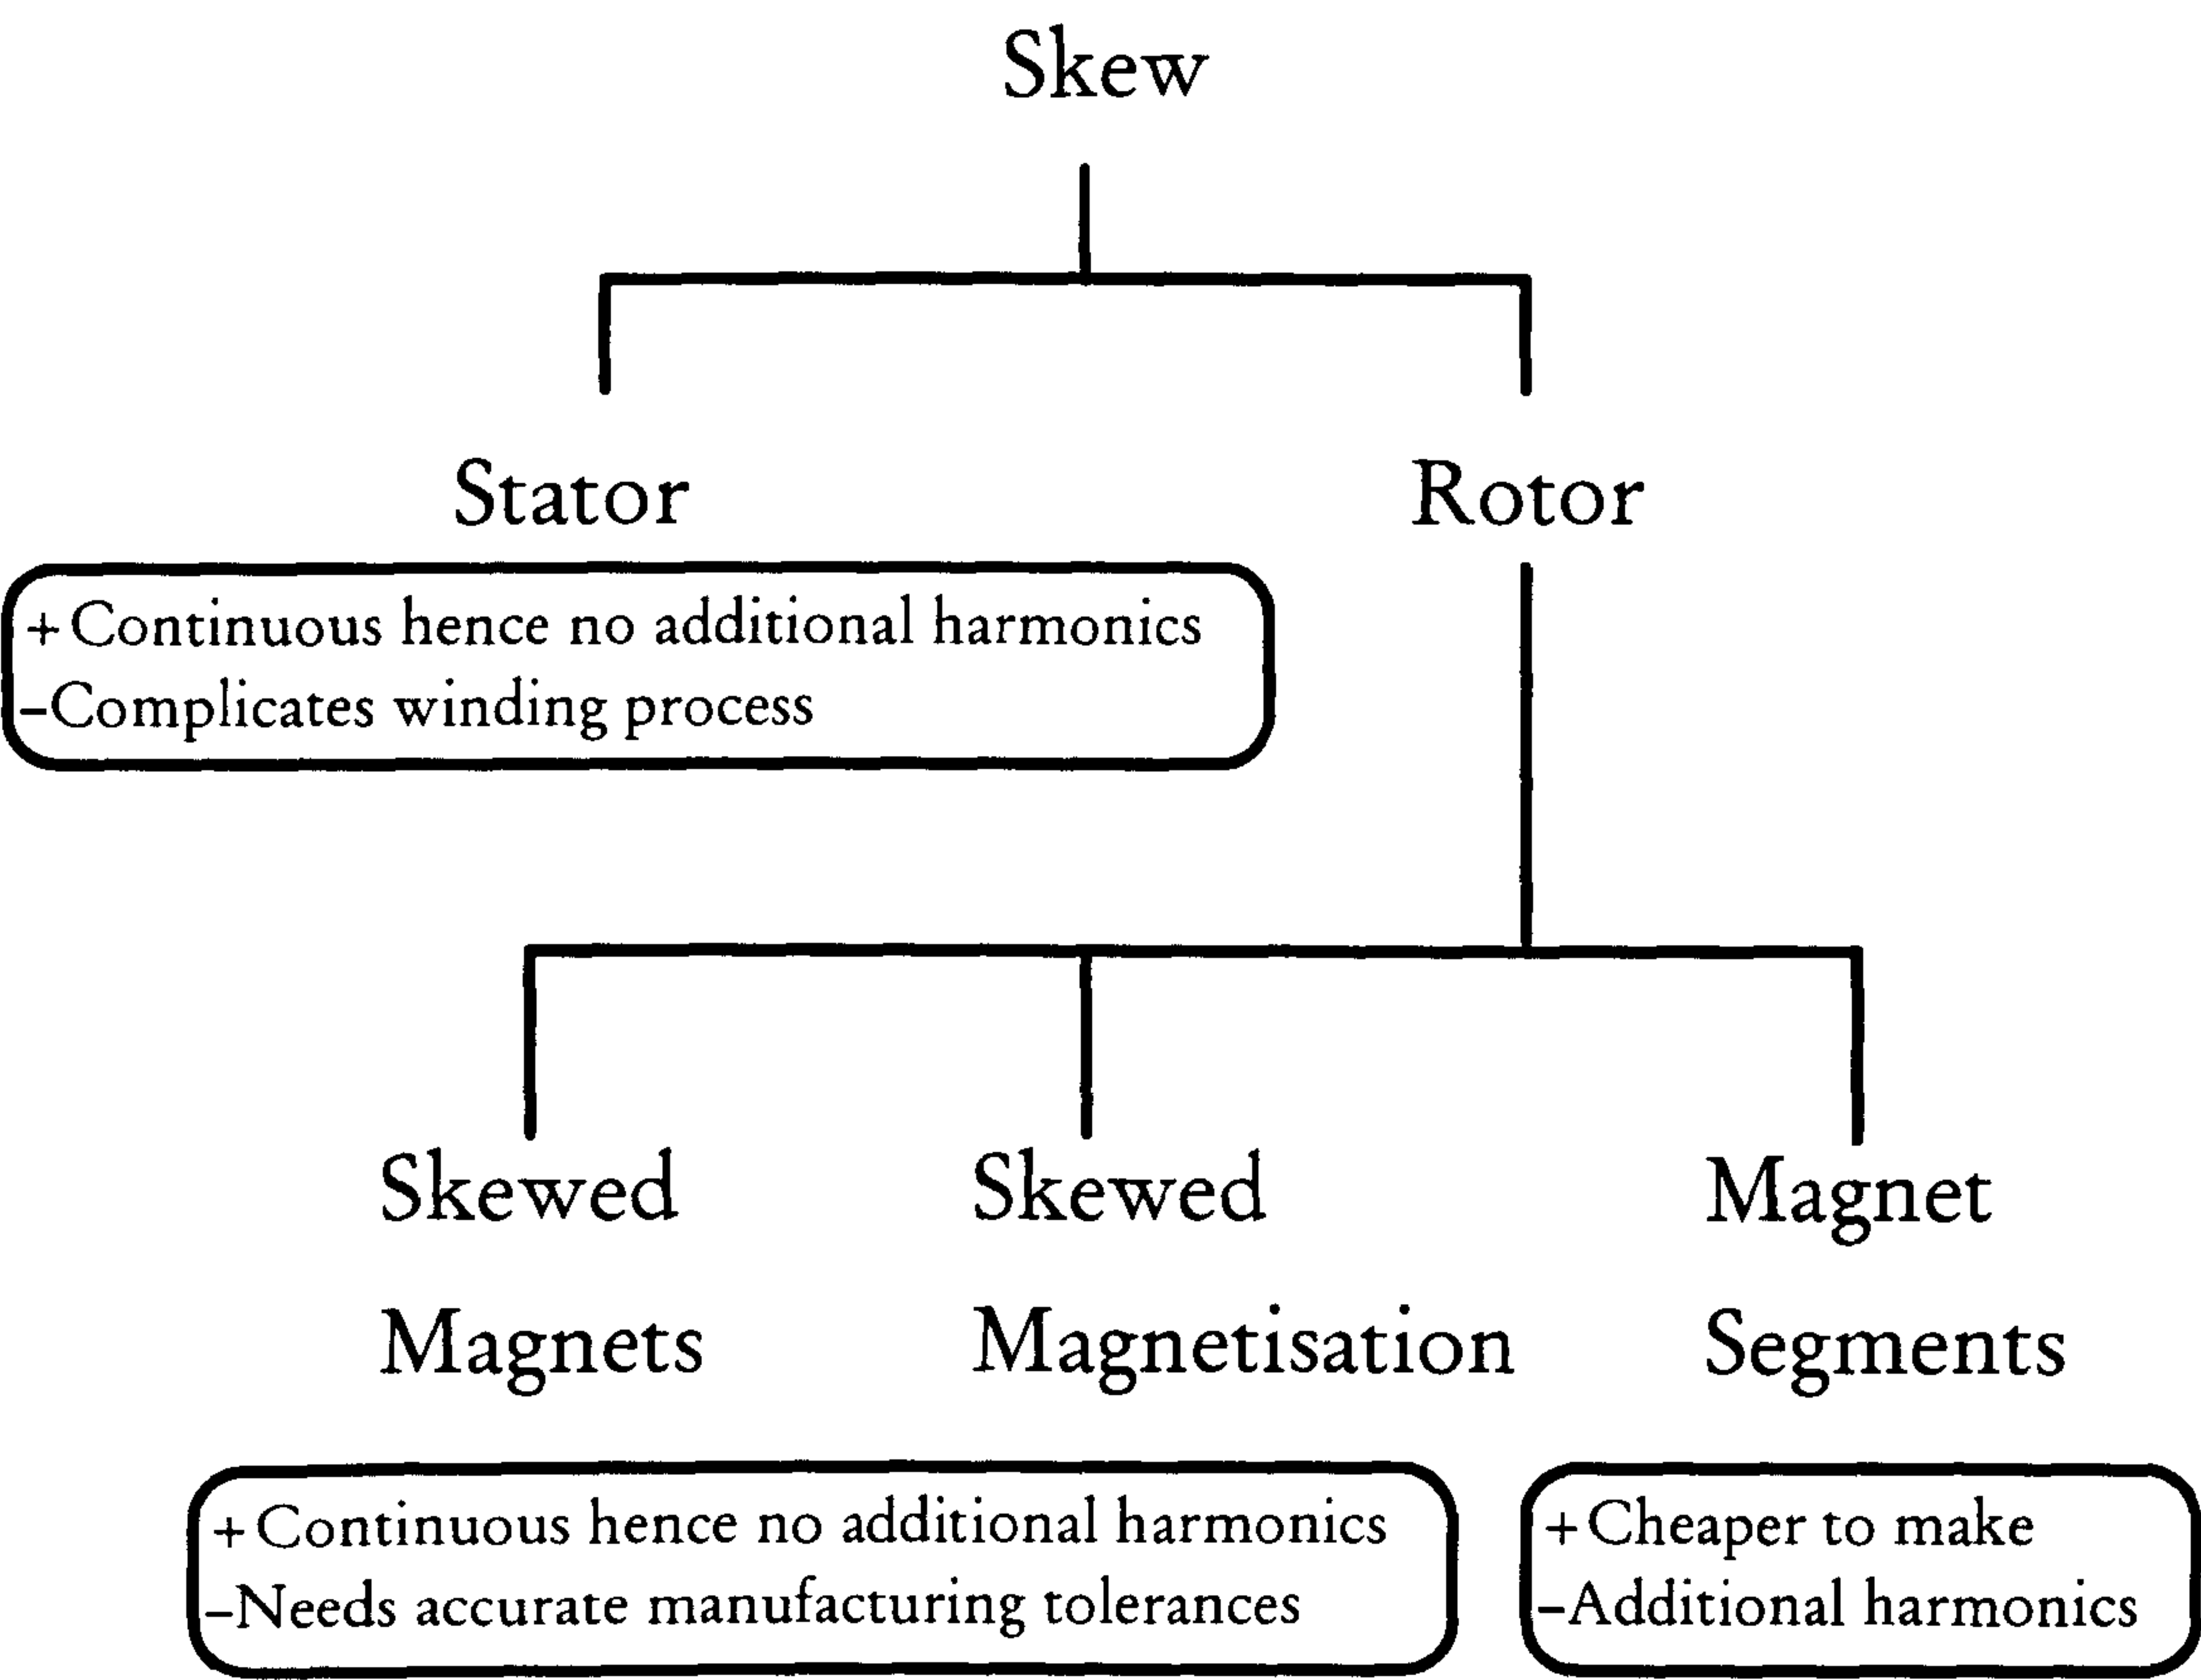 Skew
Stator
Rotor
+Continuous hence no additional harmonics
−Complicates winding process
Skewed
Magnets
Skewed
Magnetisation
Magnet
Segments
+Continuous hence no additional harmonics
−Needs accurate manufacturing tolerances
+Cheaper to make
−Additional harmonics